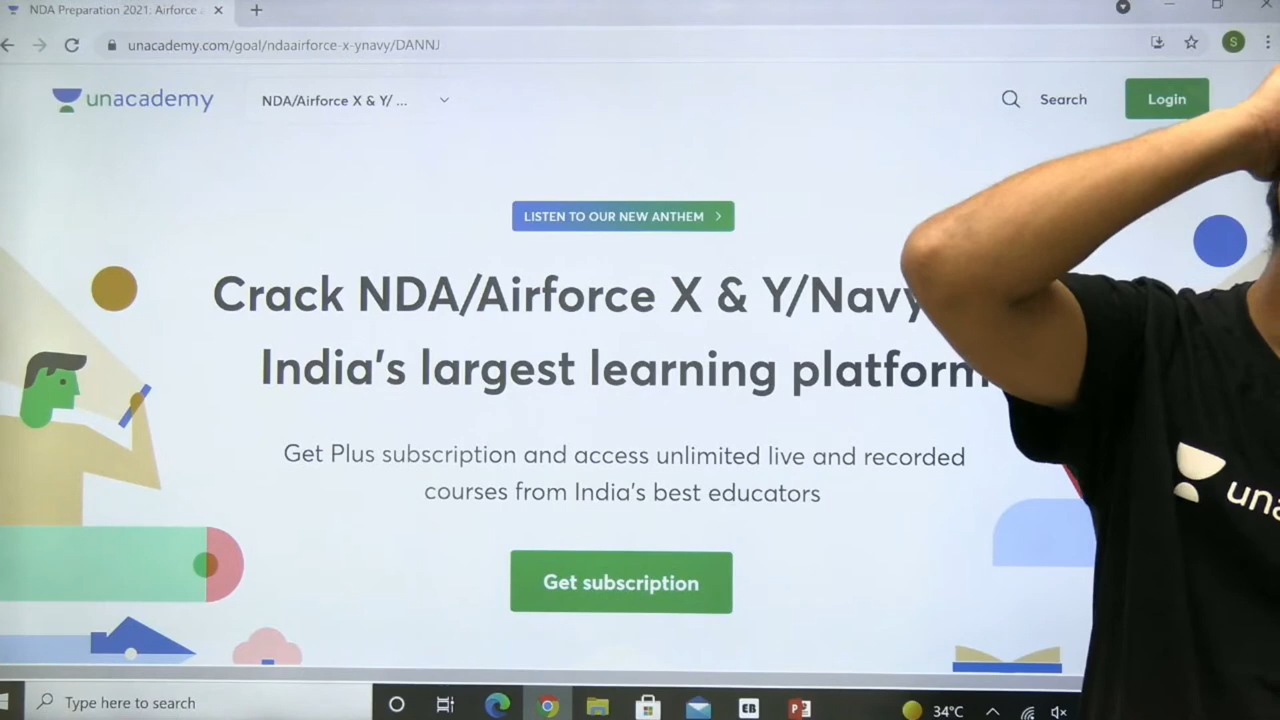 NDA Preparation 2021: Airforce
unacademy.com/goal/ndaairforce-x-ynavy/DANNJ
S
unacademy
NDA/Airforce X & Y/ ...
Search
Login
LISTEN TO OUR NEW ANTHEM
Crack NDA/Airforce X & Y/Navy
India's largest learning platform
Get Plus subscription and access unlimited live and recorded
courses from India's best educators
una
Get subscription
Type here to search
EB
34°C